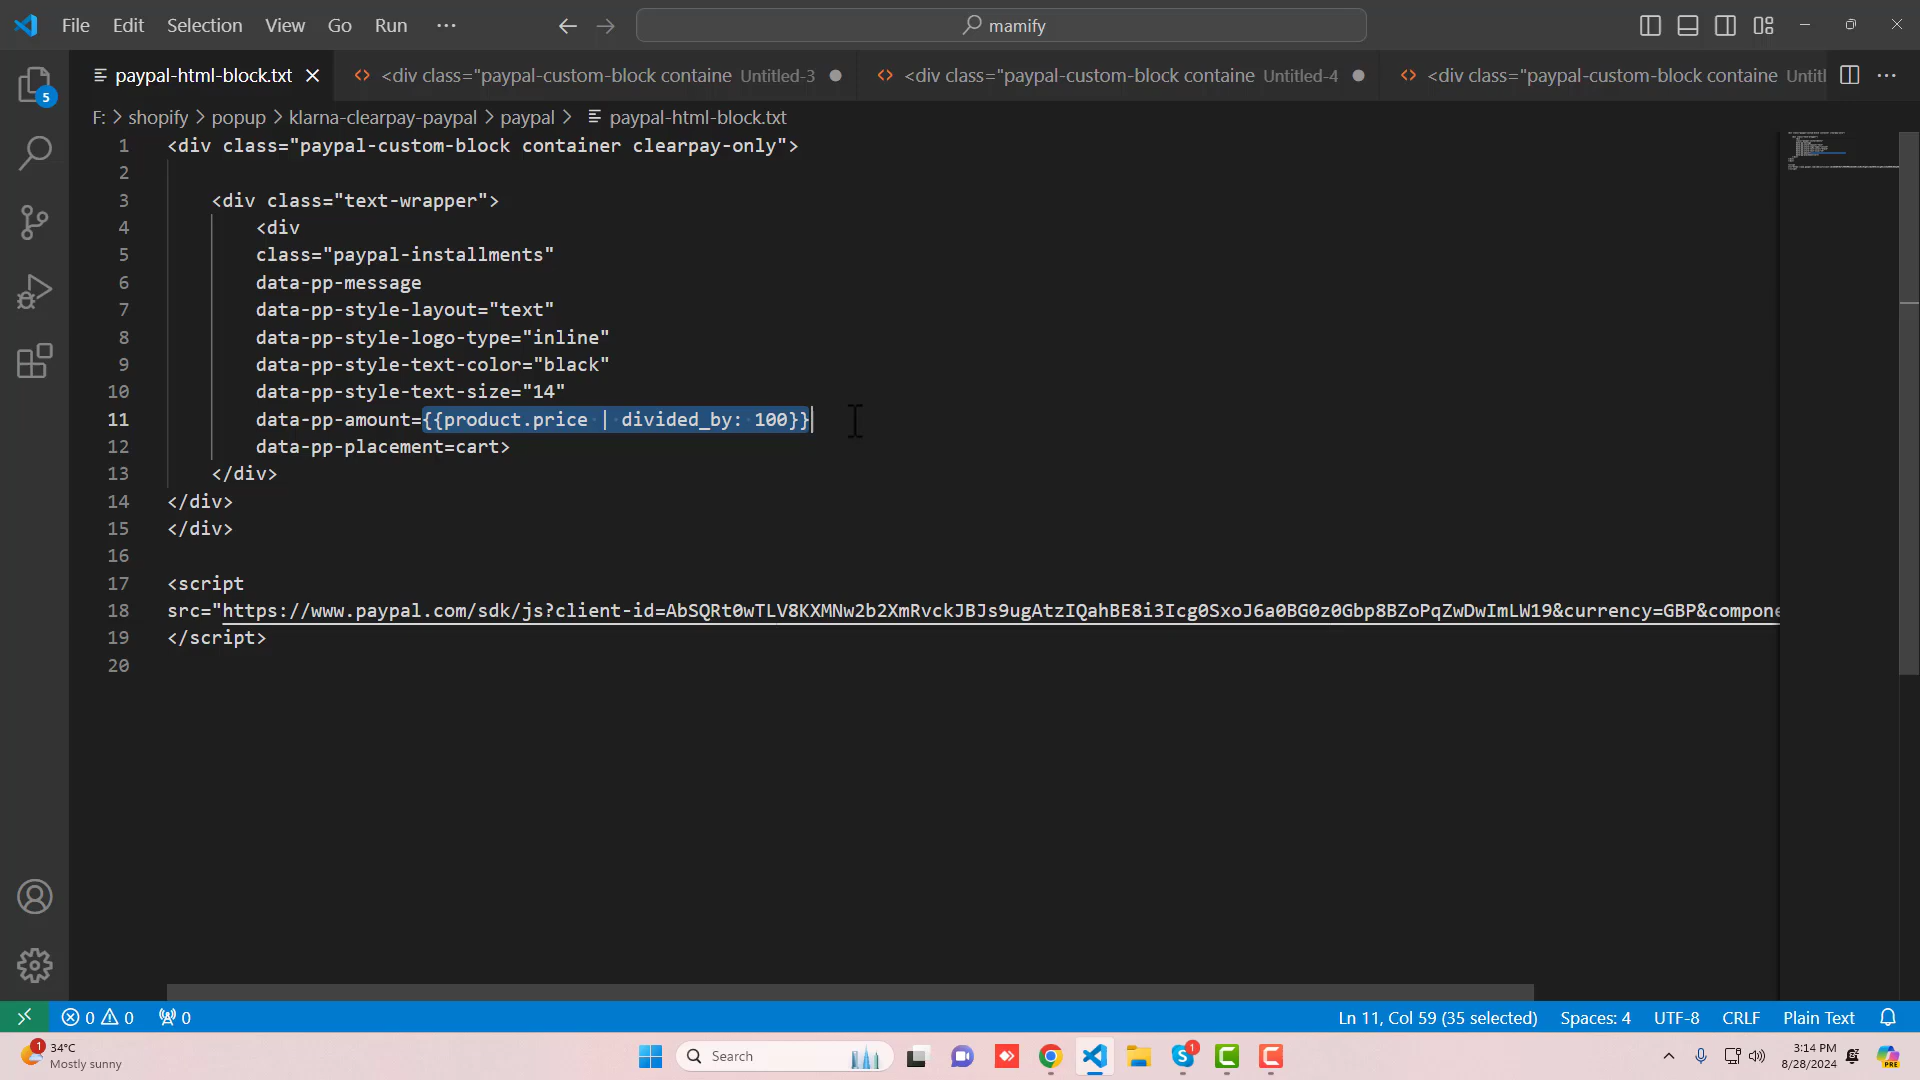 File Edit Selection View Go Run ··· mamify
paypal-html-block.txt <div class="paypal-custom-block containe Untitled-3 <div class="paypal-custom-block containe Untitled-4 <div class="paypal-custom-block containe Untitl
5
F: > shopify > popup > klarna-clearpay-paypal > paypal > paypal-html-block.txt
1 <div class="paypal-custom-block container clearpay-only">
2
3 <div class="text-wrapper">
4 <div
5 class="paypal-installments"
6 data-pp-message
7 data-pp-style-layout="text"
8 data-pp-style-logo-type="inline"
9 data-pp-style-text-color="black"
10 data-pp-style-text-size="14"
11 data-pp-amount={{product.price | divided_by: 100}}
12 data-pp-placement=cart>
13 </div>
14 </div>
15 </div>
16
17 <script
18 src="https://www.paypal.com/sdk/js?client-id=AbSQRt0wTLV8KXMNw2b2XmRvckJBJs9ugAtzIQahBE8i3Icg0SxoJ6a0BG0z0Gbp8BZoPqZwDwImLW19&currency=GBP&compone
19 </script>
20
0 0 0 Ln 11, Col 59 (35 selected) Spaces: 4 UTF-8 CRLF Plain Text
1 34°C
Mostly sunny
Search
1
3:14 PM
8/28/2024
PRE